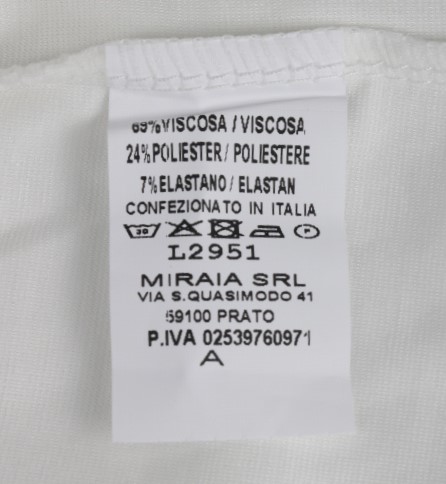 69%VISCOSA / VISCOSA
24%POLIESTER / POLIESTERE
7%ELASTANO / ELASTAN
CONFEZIONATO IN ITALIA
30 P
L2951
MIRAIA SRL
VIA S.QUASIMODO 41
59100 PRATO
P.IVA 02539760971
A